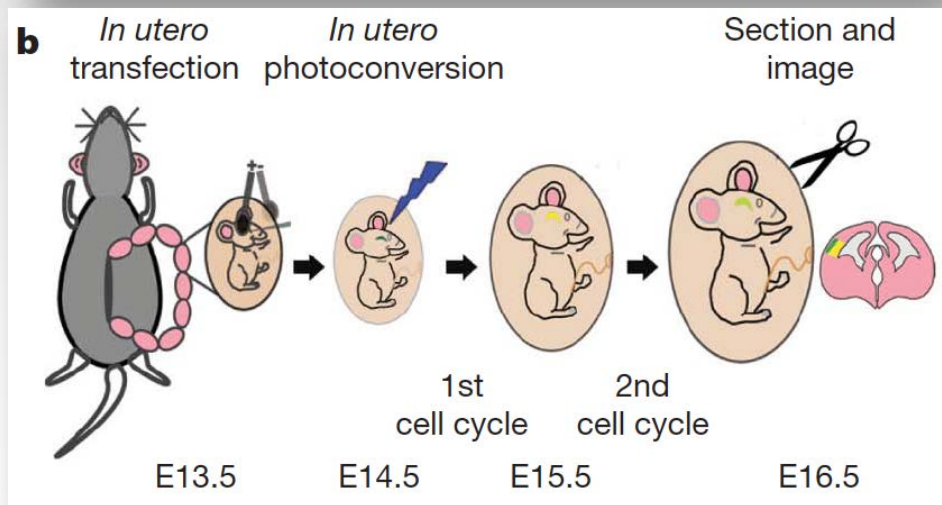 b
In utero
transfection
In utero
photoconversion
Section and
image
+-
1st
cell cycle
2nd
cell cycle
E13.5
E14.5
E15.5
E16.5